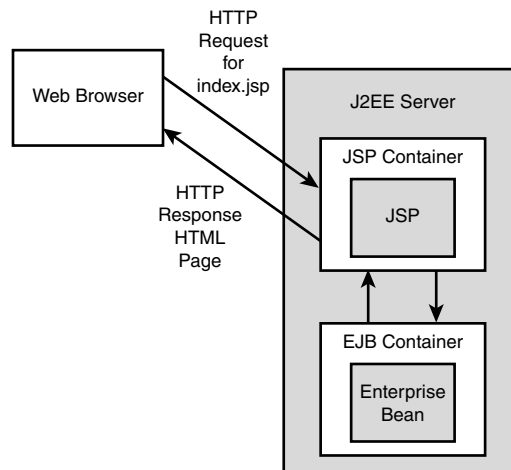 HTTP
Request
for
index.jsp
Web Browser
J2EE Server
JSP Container
JSP
HTTP
Response
HTML
Page
EJB Container
Enterprise
Bean